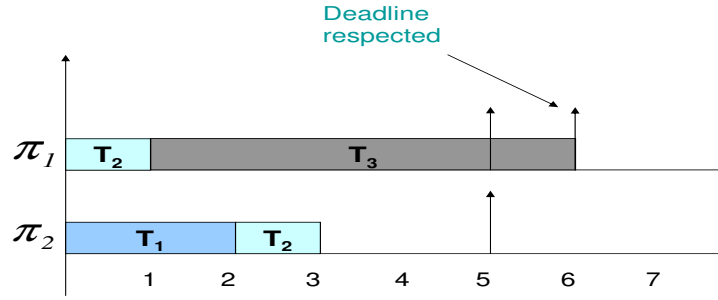 Deadline
respected
π1 T2 T3
π2 T1 T2
1 2 3 4 5 6 7